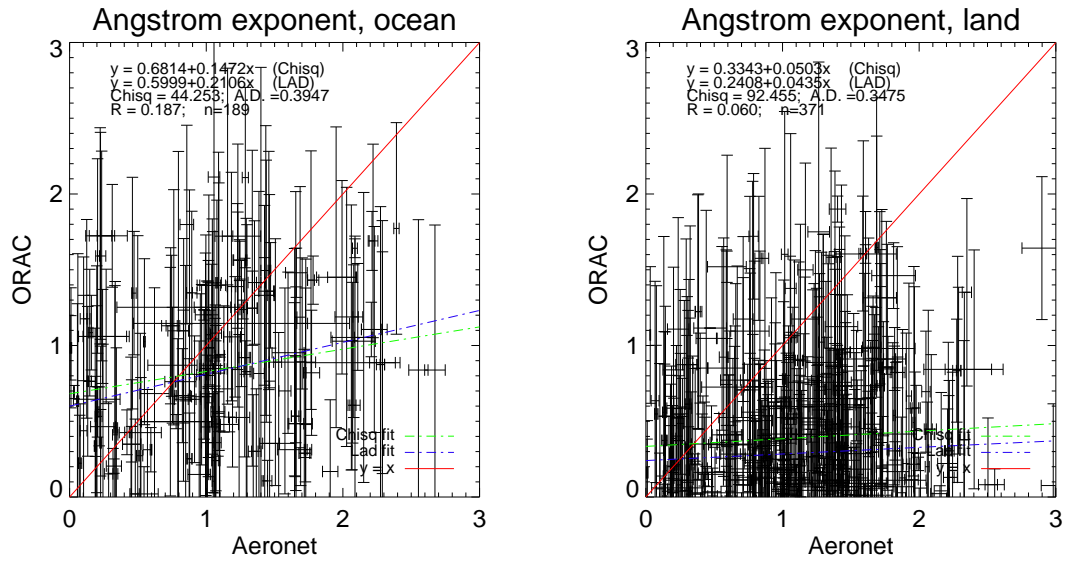 Angstrom exponent, ocean
3
2
1
0
ORAC
y = 0.6814+0.1472x (Chisq)
y = 0.5999+0.2106x (LAD)
Chisq = 44.253; A.D. =0.3947
R = 0.187; n=189
Chisq fit
Lad fit
y = x
0 1 2 3
Aeronet
Angstrom exponent, land
3
2
1
0
ORAC
y = 0.3343+0.0503x (Chisq)
y = 0.2408+0.0435x (LAD)
Chisq = 92.455; A.D. =0.3475
R = 0.060; n=371
Chisq fit
Lad fit
y = x
0 1 2 3
Aeronet